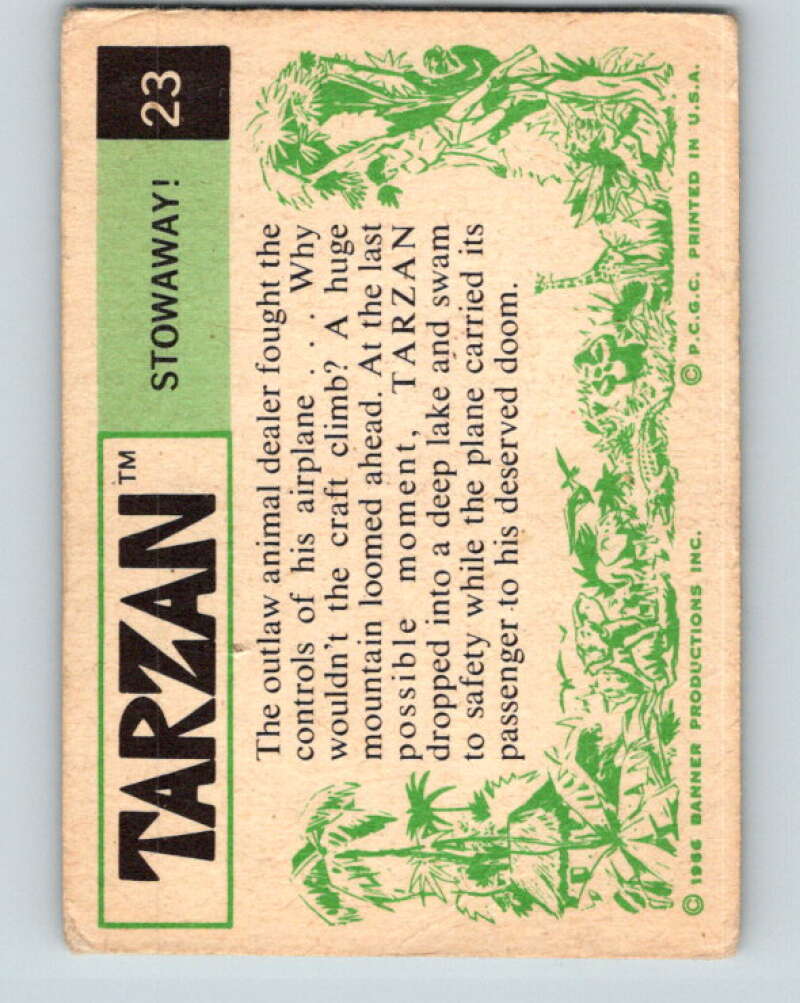 TARZAN™ STOWAWAY! 23
The outlaw animal dealer fought the
controls of his airplane . . . Why
wouldn't the craft climb? A huge
mountain loomed ahead. At the last
possible moment, TARZAN
dropped into a deep lake and swam
to safety while the plane carried its
passenger to his deserved doom.
© 1966 BANNER PRODUCTIONS INC. © P.C.G.C. PRINTED IN U.S.A.